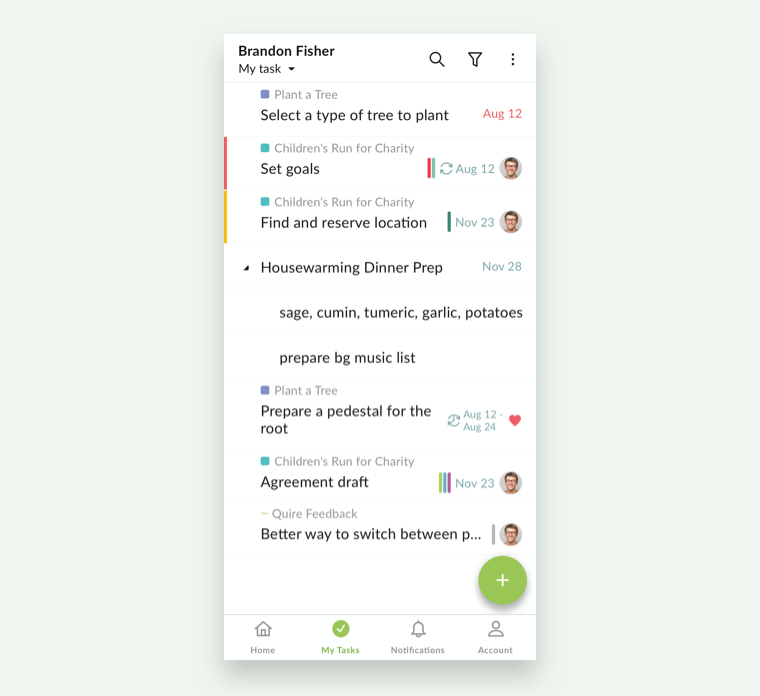 Brandon Fisher
My task
Plant a Tree
Select a type of tree to plant Aug 12
Children's Run for Charity
Set goals Aug 12
Children's Run for Charity
Find and reserve location Nov 23
Housewarming Dinner Prep Nov 28
sage, cumin, tumeric, garlic, potatoes
prepare bg music list
Plant a Tree
Prepare a pedestal for the
root
Aug 12 -
Aug 24
Children's Run for Charity
Agreement draft Nov 23
Quire Feedback
Better way to switch between p...
Home My Tasks Notifications Account